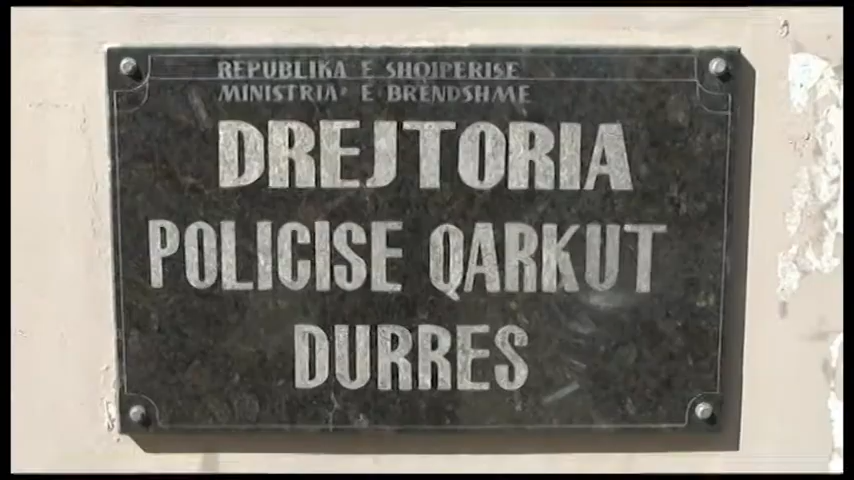 REPUBLIKA E SHQIPERISE
MINISTRIA E BRENDSHME
DREJTORIA
POLICISE QARKUT
DURRES